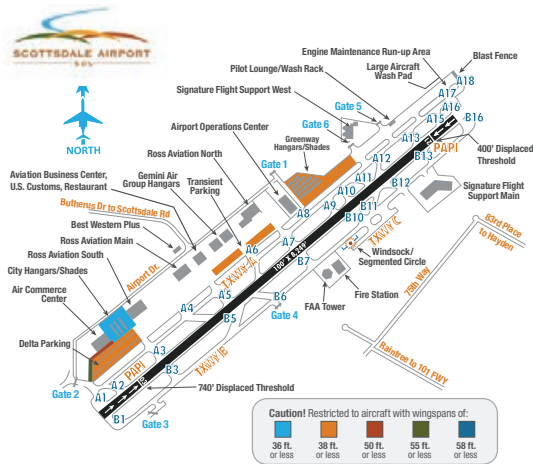 SCOTTSDALE AIRPORT
NORTH
Engine Maintenance Run-up Area
Large Aircraft
Wash Pad
Blast Fence
Pilot Lounge/Wash Rack
Signature Flight Support West
Gate 5
Gate 6
Airport Operations Center
Greenway
Hangars/Shades
Gate 1
Ross Aviation North
Aviation Business Center,
U.S. Customs, Restaurant
Gemini Air
Group Hangars
Transient
Parking
Butherus Dr to Scottsdale Rd
Best Western Plus
Ross Aviation Main
Ross Aviation South
City Hangars/Shades
Air Commerce
Center
Airport Dr.
Delta Parking
Gate 2
A1
A2
A3
A4
A5
A6
A7
A8
A9
A10
A11
A12
A13
A15
A16
A17
A18
B1
B3
B5
B6
B7
B10
B11
B12
B13
B16
PAPI
PAPI
TXWY A
TXWY B
TXWY C
100' X 8,249'
400' Displaced
Threshold
Signature Flight
Support Main
83rd Place
to Hayden
75th Way
Raintree to 101 FWY
Windsock/
Segmented Circle
Fire Station
FAA Tower
Gate 4
740' Displaced Threshold
Gate 3
Caution! Restricted to aircraft with wingspans of:
36 ft.
or less
38 ft.
or less
50 ft.
or less
55 ft.
or less
58 ft.
or less